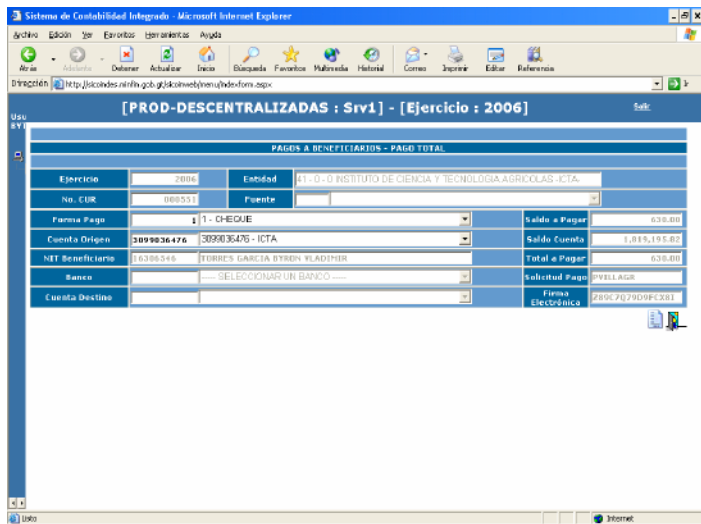 Sistema de Contabilidad Integrado - Microsoft Internet Explorer
Archivo Edición Ver Favoritos Herramientas Ayuda
Atrás Adelante Detener Actualizar Inicio Búsqueda Favoritos Multimedia Historial Correo Imprimir Editar Referencia
Dirección http://sicoindes.minfin.gob.gt/sicoinweb/menu/indexform.aspx Ir
[PROD-DESCENTRALIZADAS : Srv1] - [Ejercicio : 2006] Salir
Usu
BYT
PAGOS A BENEFICIARIOS - PAGO TOTAL
Ejercicio 2006 Entidad 41 - 0 - 0 INSTITUTO DE CIENCIA Y TECNOLOGIA AGRICOLAS -ICTA-
No. CUR 000551 Fuente
Forma Pago 1 1 - CHEQUE Saldo a Pagar 630.00
Cuenta Origen 3099036476 3099036476 - ICTA Saldo Cuenta 1,819,195.82
NIT Beneficiario 16306546 TORRES GARCIA BYRON VLADIMIR Total a Pagar 630.00
Banco ----- SELECCIONAR UN BANCO ----- Solicitud Pago PVILLAGR
Cuenta Destino Firma Electrónica
Listo Internet